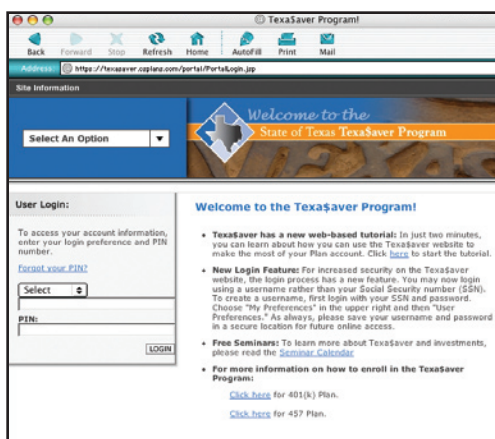 Texa$aver Program!
Back Forward Stop Refresh Home AutoFill Print Mail
Address: https://texasaver.csplans.com/portal/PortalLogin.jsp
Site Information
Select An Option
Welcome to the
State of Texas Texa$aver Program
TEXAS
User Login:
To access your account information,
enter your login preference and PIN
number.
Forgot your PIN?
Select
PIN:
LOGIN
Welcome to the Texa$aver Program!
• Texa$aver has a new web-based tutorial: In just two minutes,
you can learn about how you can use the Texa$aver website to
make the most of your Plan account. Click here to start the tutorial.
• New Login Feature: For increased security on the Texa$aver
website, the login process has a new feature. You may now login
using a username rather than your Social Security number (SSN).
To create a username, first login with your SSN and password.
Choose "My Preferences" in the upper right and then "User
Preferences." As always, please save your username and password
in a secure location for future online access.
• Free Seminars: To learn more about Texa$aver and investments,
please read the Seminar Calendar
• For more information on how to enroll in the Texa$aver
Program:
Click here for 401(k) Plan.
Click here for 457 Plan.